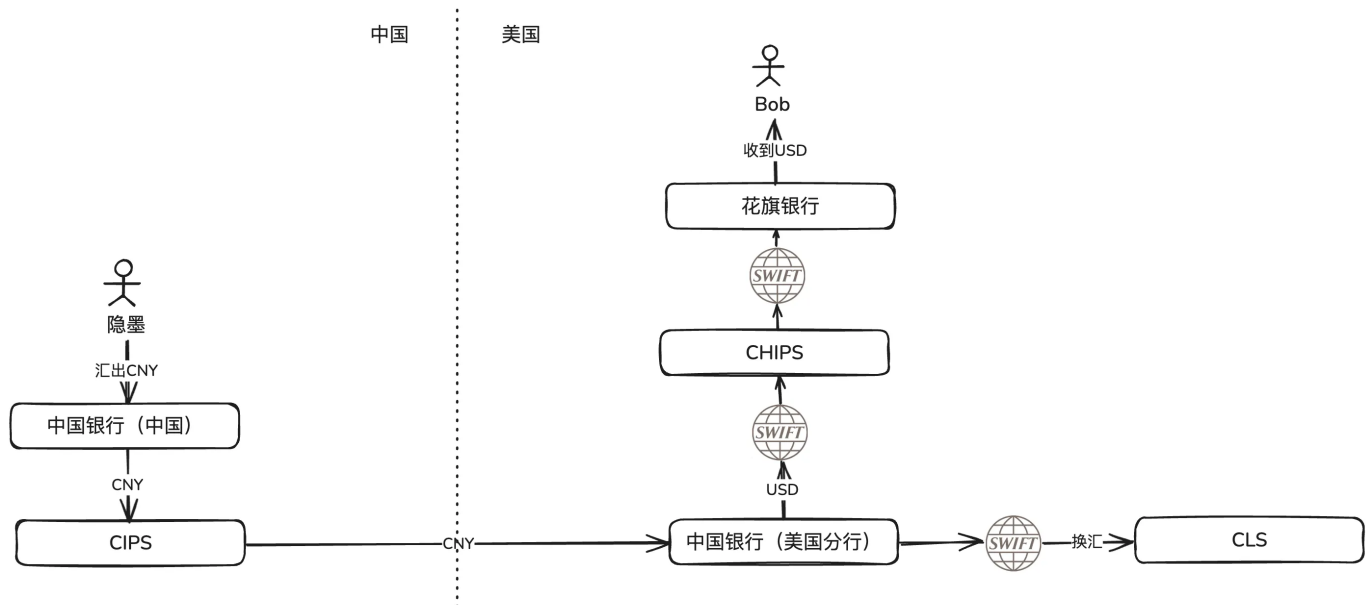 中国
美国
Bob
收到USD
花旗银行
SWIFT
隐墨
CHIPS
汇出CNY
中国银行（中国）
SWIFT
CNY
USD
CIPS
CNY
中国银行（美国分行）
SWIFT
换汇
CLS